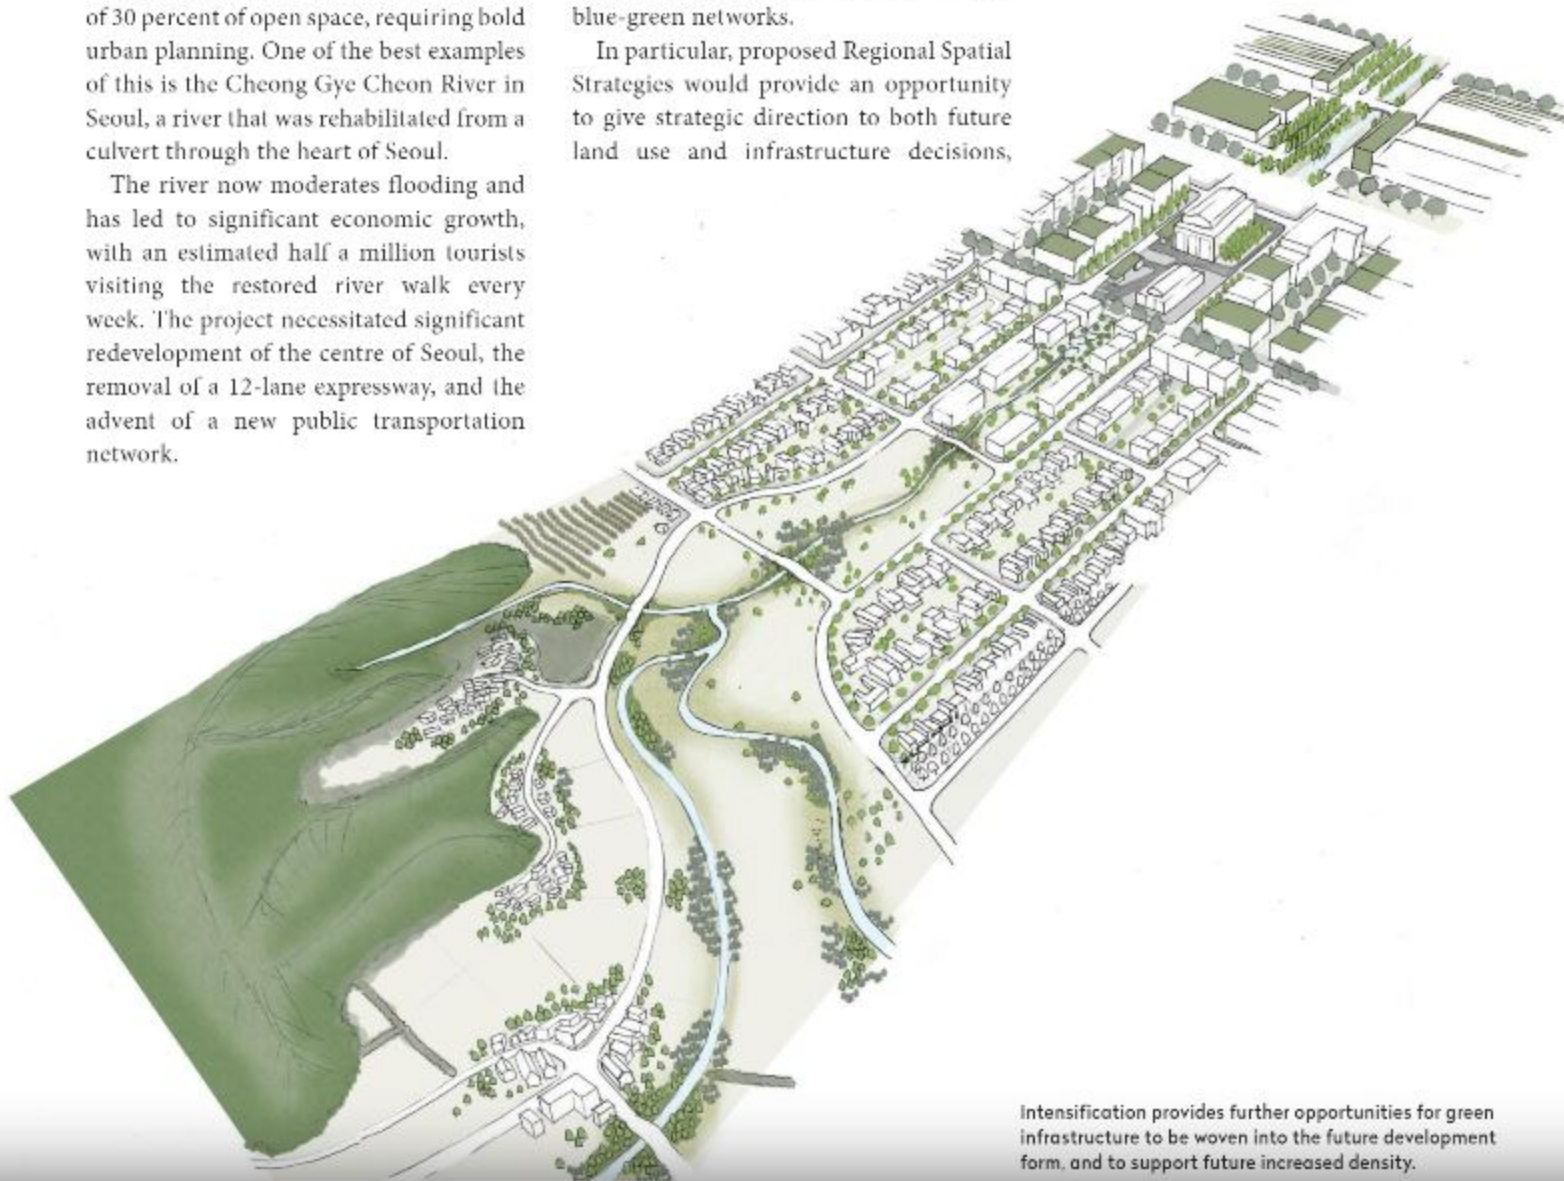 of 30 percent of open space, requiring bold
urban planning. One of the best examples
of this is the Cheong Gye Cheon River in
Seoul, a river that was rehabilitated from a
culvert through the heart of Seoul.
The river now moderates flooding and
has led to significant economic growth,
with an estimated half a million tourists
visiting the restored river walk every
week. The project necessitated significant
redevelopment of the centre of Seoul, the
removal of a 12-lane expressway, and the
advent of a new public transportation
network.
blue-green networks.
In particular, proposed Regional Spatial
Strategies would provide an opportunity
to give strategic direction to both future
land use and infrastructure decisions,
Intensification provides further opportunities for green
infrastructure to be woven into the future development
form, and to support future increased density.